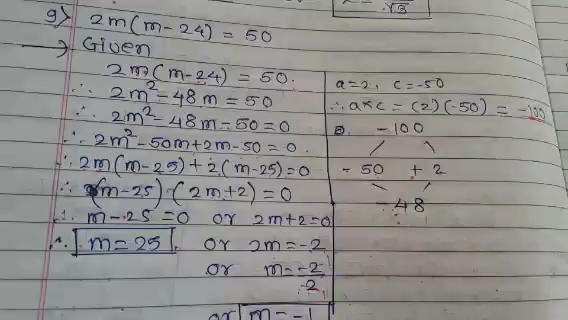 √3
9) 2m(m-24) = 50
→ Given
2m(m-24) = 50.
∴ 2m²-48m = 50
∴ 2m²-48m-50=0
∴ 2m²-50m+2m-50=0.
∴ 2m(m-25)+2(m-25)=0
∴ (m-25)·(2m+2)=0
∴ m-25=0 or 2m+2=0
∴ m=25 or 2m=-2
or m=-2/2
or m=-1
a=2, c=-50
∴ a×c = (2)(-50) = -100
-100
-50 +2
-48